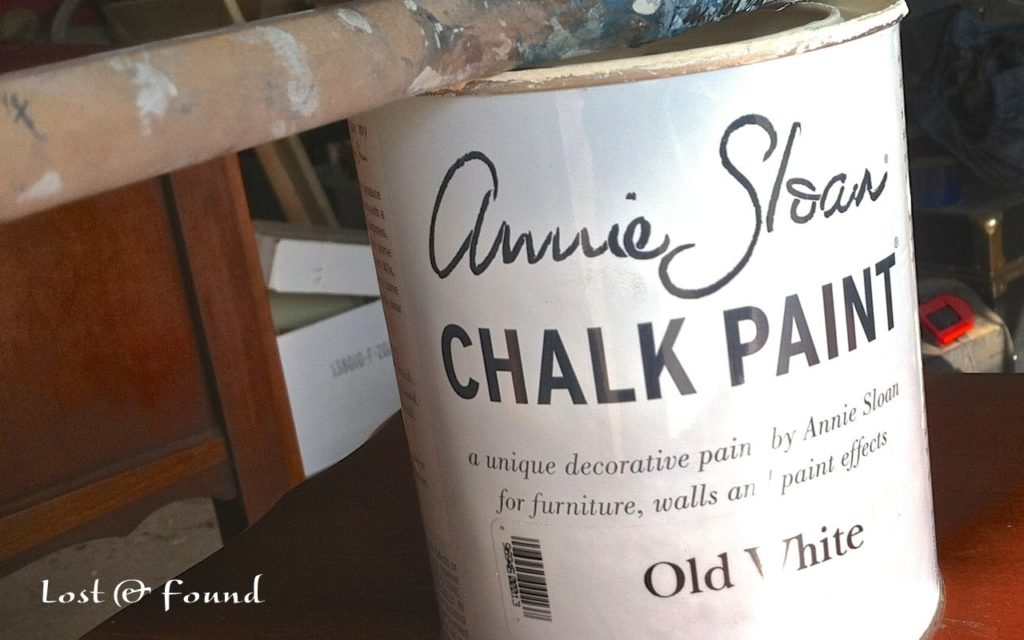 Annie Sloan
CHALK PAINT
a unique decorative pain by Annie Sloan
for furniture, walls an paint effects
Old White
Lost & Found